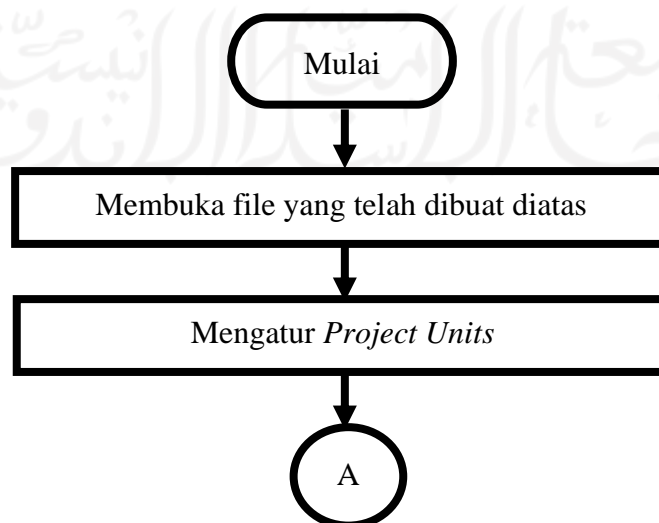 Mulai
Membuka file yang telah dibuat diatas
Mengatur Project Units
A